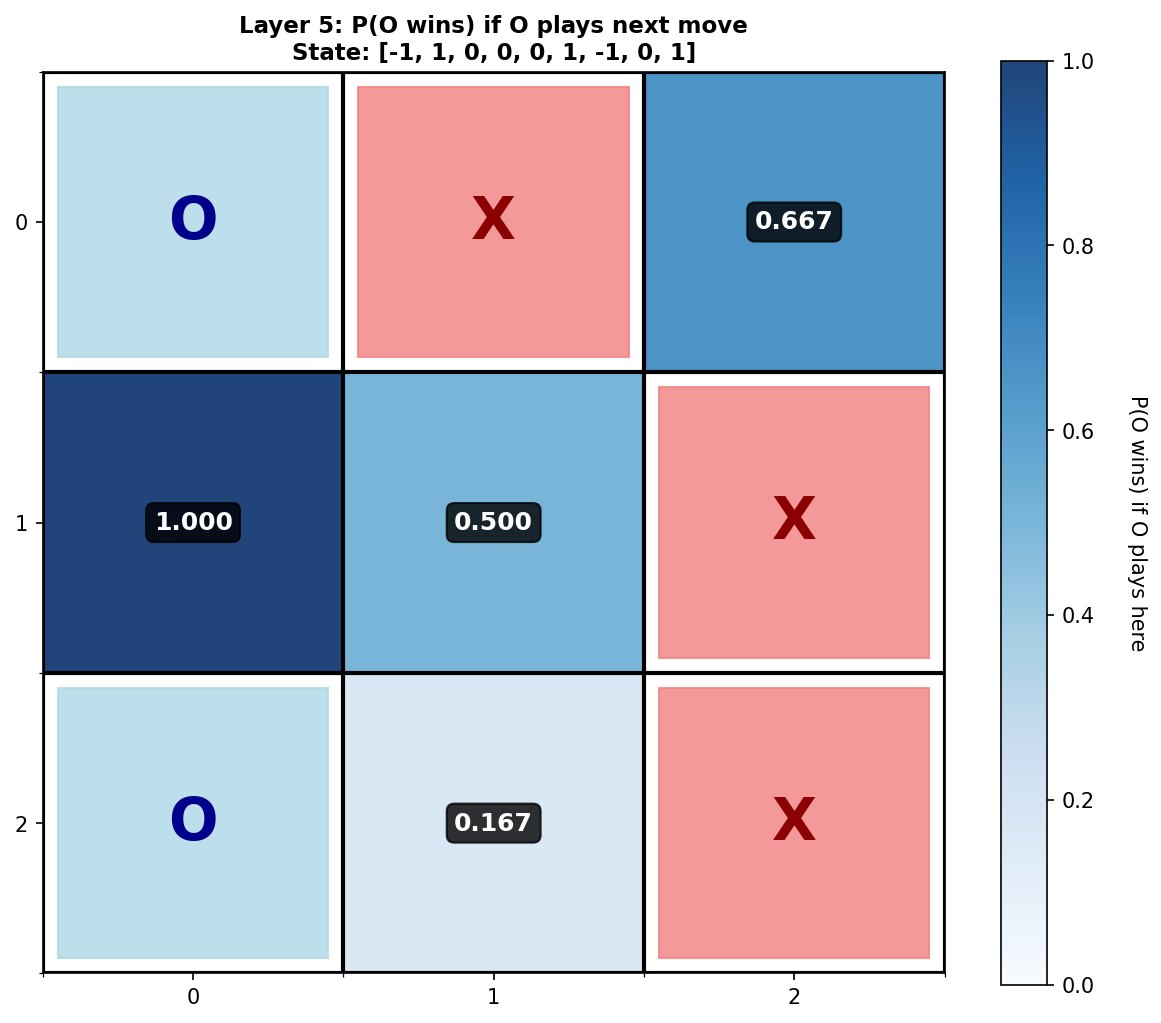 Layer 5: P(O wins) if O plays next move
State: [-1, 1, 0, 0, 0, 1, -1, 0, 1]
O
X
0.667
1.000
0.500
X
O
0.167
X
0
1
2
0
1
2
1.0
0.8
0.6
0.4
0.2
0.0
P(O wins) if O plays here